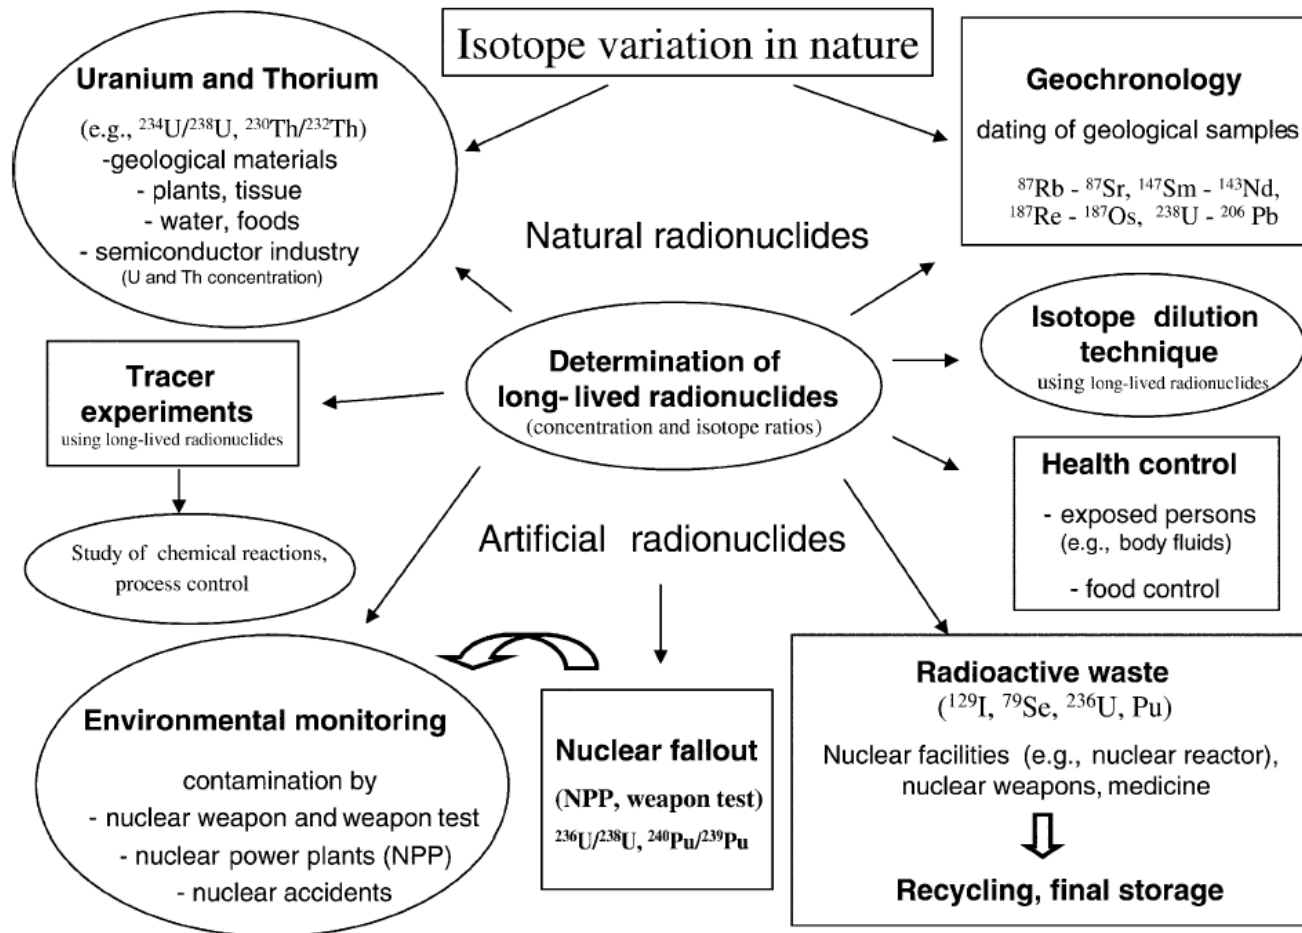 Isotope variation in nature
Uranium and Thorium
(e.g., ²³⁴U/²³⁸U, ²³⁰Th/²³²Th)
-geological materials
- plants, tissue
- water, foods
- semiconductor industry
(U and Th concentration)
Geochronology
dating of geological samples
⁸⁷Rb - ⁸⁷Sr, ¹⁴⁷Sm - ¹⁴³Nd,
¹⁸⁷Re - ¹⁸⁷Os, ²³⁸U - ²⁰⁶ Pb
Natural radionuclides
Isotope dilution
technique
using long-lived radionuclides
Determination of
long-lived radionuclides
(concentration and isotope ratios)
Tracer
experiments
using long-lived radionuclides
Health control
- exposed persons
(e.g., body fluids)
- food control
Artificial radionuclides
Study of chemical reactions,
process control
Environmental monitoring
contamination by
- nuclear weapon and weapon test
- nuclear power plants (NPP)
- nuclear accidents
Nuclear fallout
(NPP, weapon test)
²³⁶U/²³⁸U, ²⁴⁰Pu/²³⁹Pu
Radioactive waste
(¹²⁹I, ⁷⁹Se, ²³⁶U, Pu)
Nuclear facilities (e.g., nuclear reactor),
nuclear weapons, medicine
Recycling, final storage